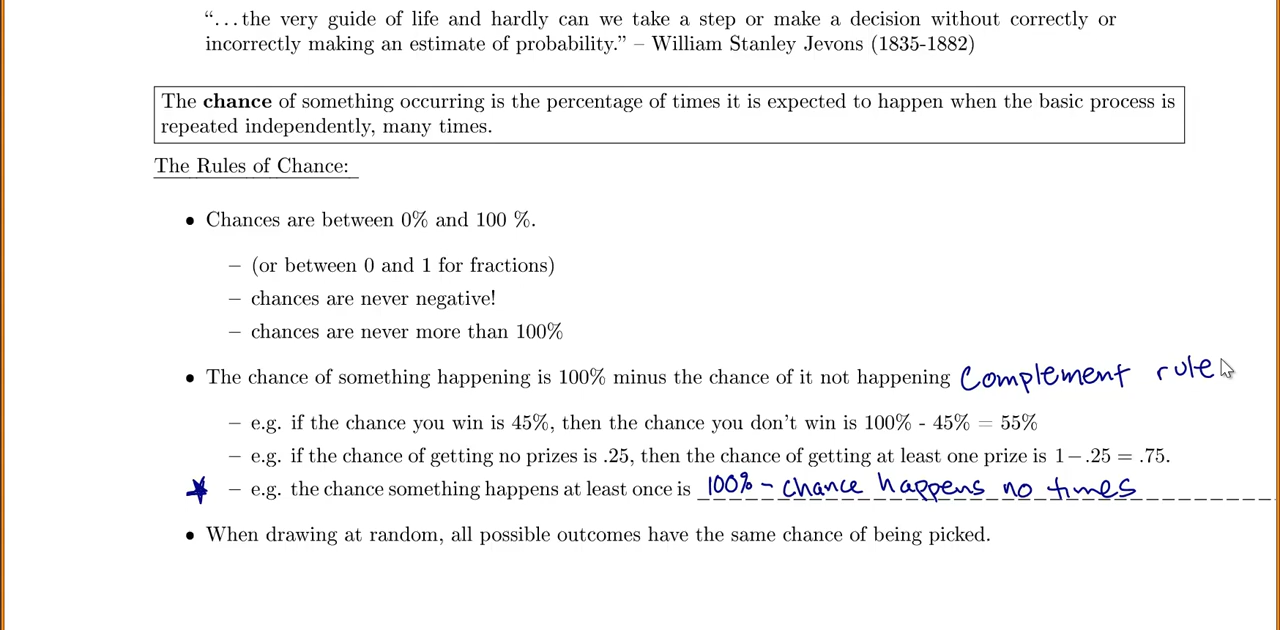 “...the very guide of life and hardly can we take a step or make a decision without correctly or
incorrectly making an estimate of probability.” – William Stanley Jevons (1835-1882)
The chance of something occurring is the percentage of times it is expected to happen when the basic process is
repeated independently, many times.
The Rules of Chance:
• Chances are between 0% and 100 %.
– (or between 0 and 1 for fractions)
– chances are never negative!
– chances are never more than 100%
• The chance of something happening is 100% minus the chance of it not happening Complement rule
– e.g. if the chance you win is 45%, then the chance you don’t win is 100% - 45% = 55%
– e.g. if the chance of getting no prizes is .25, then the chance of getting at least one prize is 1−.25 = .75.
– e.g. the chance something happens at least once is 100% – chance happens no times
• When drawing at random, all possible outcomes have the same chance of being picked.